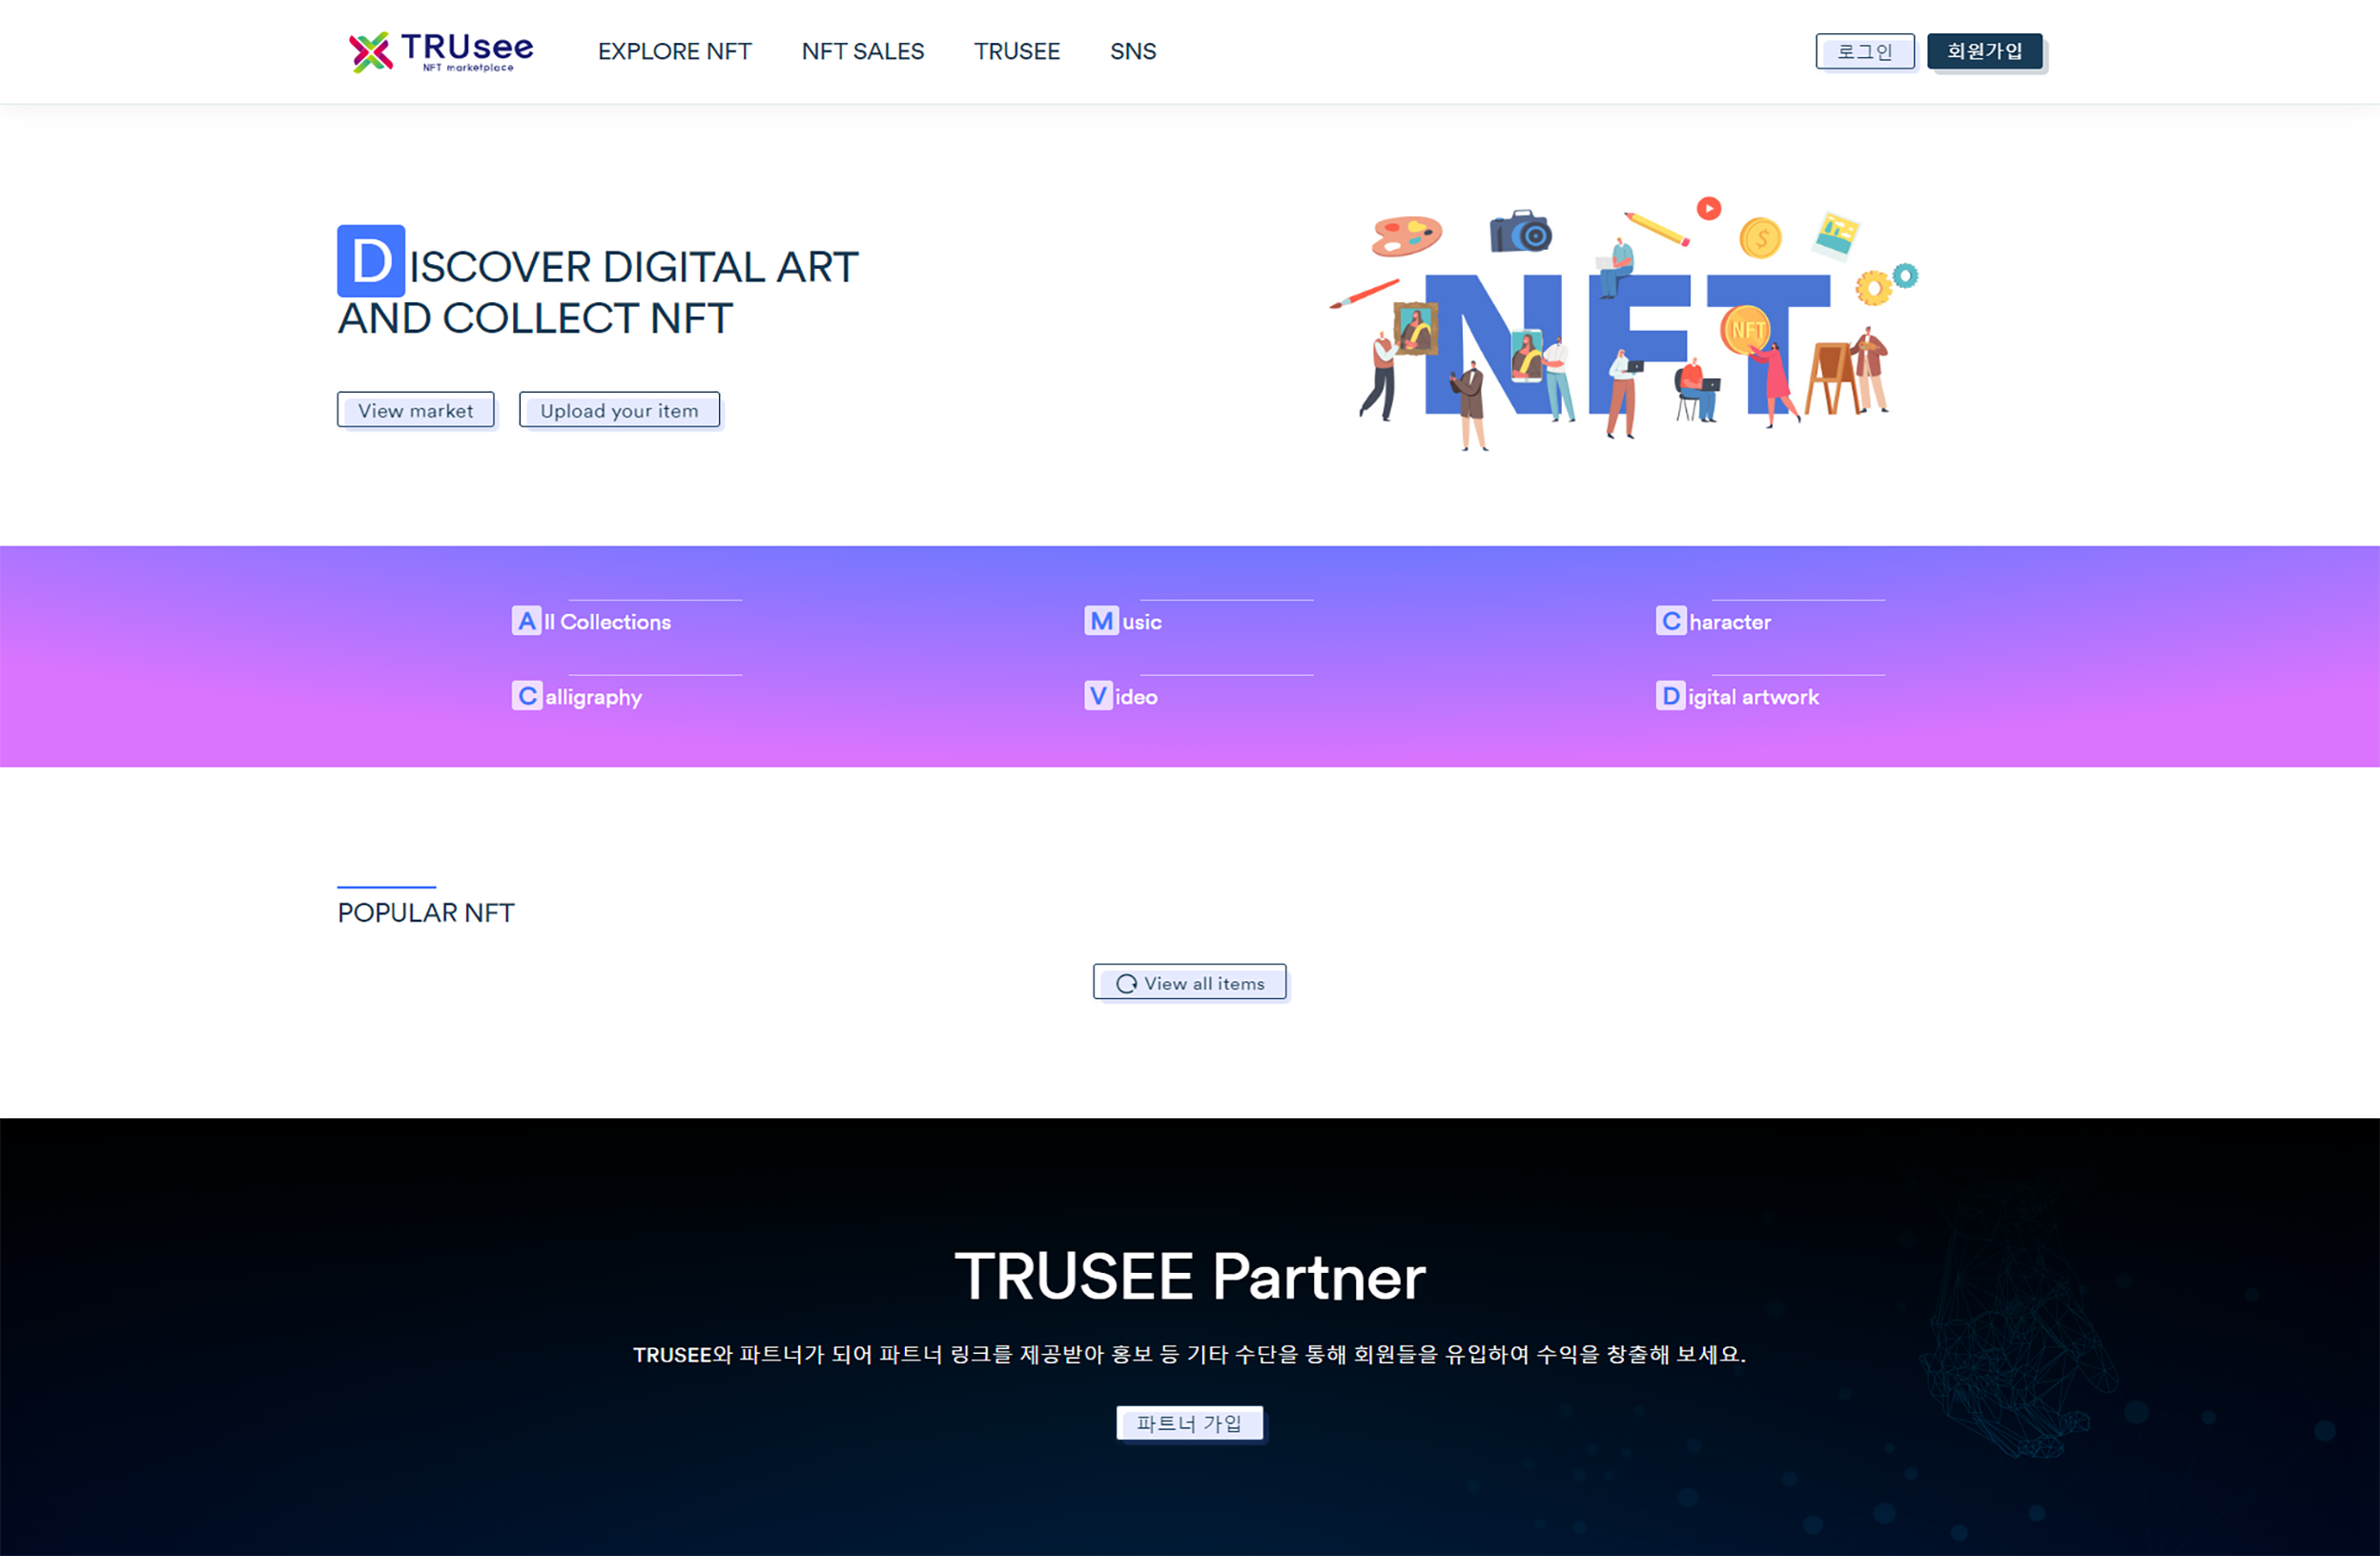 TRUsee
NFT marketplace
EXPLORE NFT
NFT SALES
TRUSEE
SNS
로그인
회원가입
DISCOVER DIGITAL ART
AND COLLECT NFT
View market
Upload your item
NFT
NFT
All Collections
Music
Character
Calligraphy
Video
Digital artwork
POPULAR NFT
View all items
TRUSEE Partner
TRUSEE와 파트너가 되어 파트너 링크를 제공받아 홍보 등 기타 수단을 통해 회원들을 유입하여 수익을 창출해 보세요.
파트너 가입